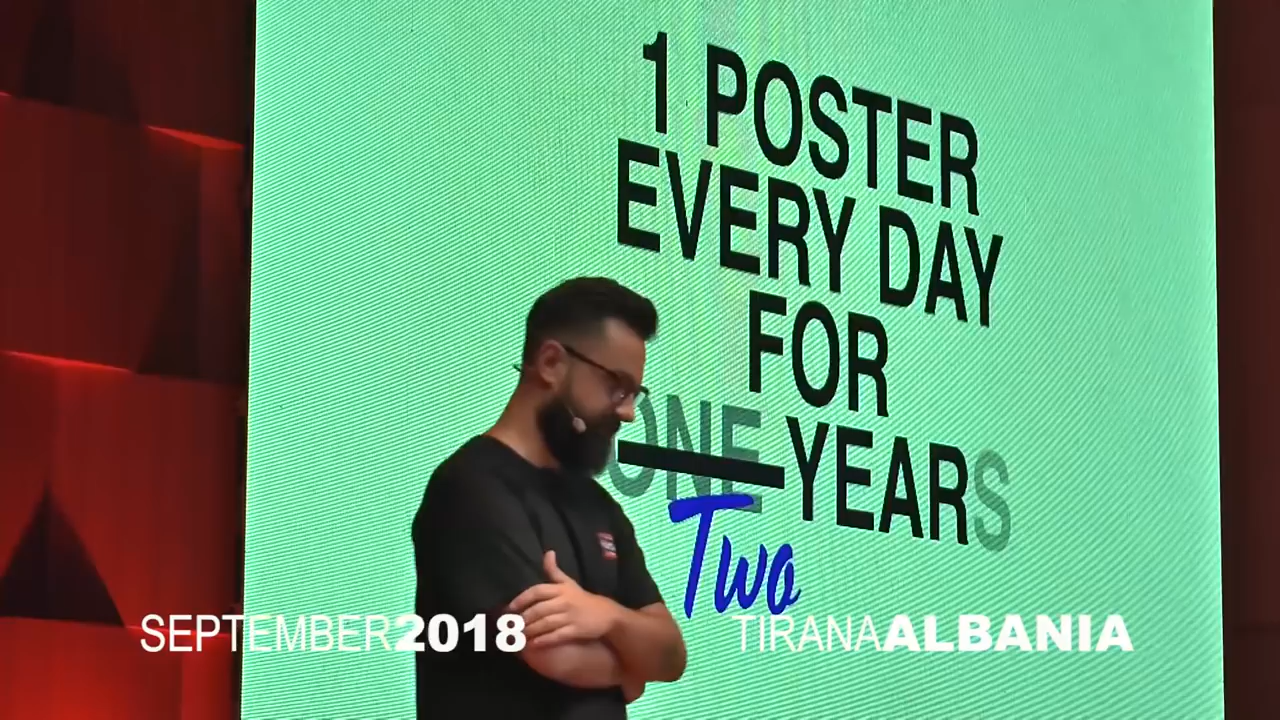 1 POSTER
EVERY DAY
FOR
ONE YEARS
Two
SEPTEMBER2018
TIRANAALBANIA